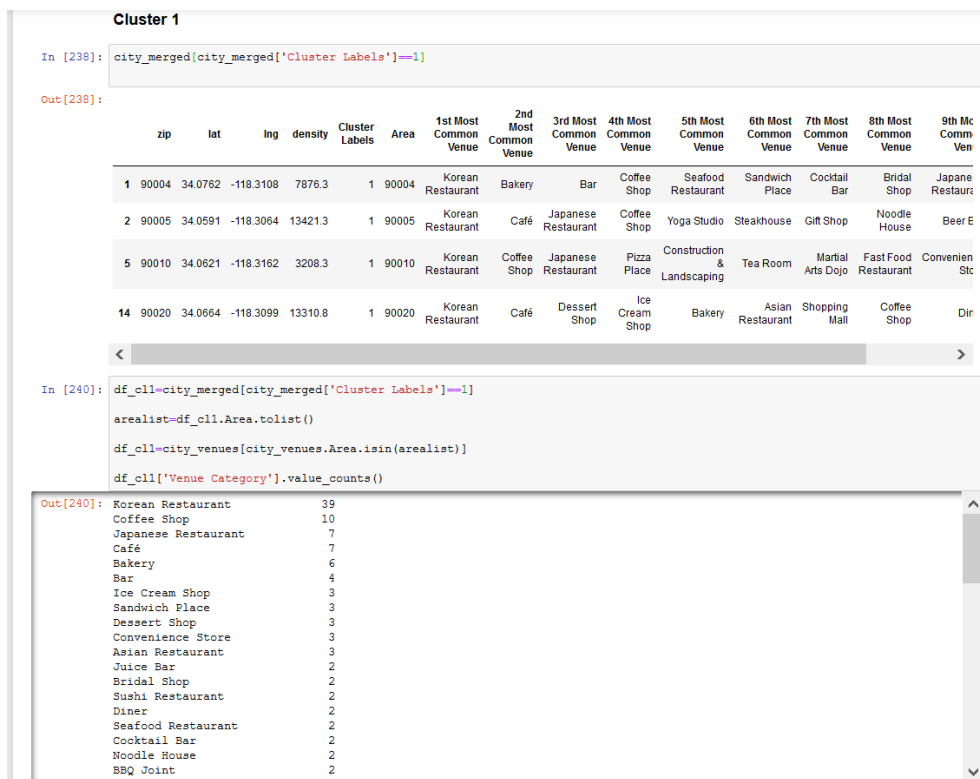 Cluster 1
In [238]: city_merged[city_merged['Cluster Labels']==1]
Out[238]:
zip lat lng density Cluster Labels Area 1st Most Common Venue 2nd Most Common Venue 3rd Most Common Venue 4th Most Common Venue 5th Most Common Venue 6th Most Common Venue 7th Most Common Venue 8th Most Common Venue 9th Mo Commo Ven
1 90004 34.0762 -118.3108 7876.3 1 90004 Korean Restaurant Bakery Bar Coffee Shop Seafood Restaurant Sandwich Place Cocktail Bar Bridal Shop Japane Restaura
2 90005 34.0591 -118.3064 13421.3 1 90005 Korean Restaurant Café Japanese Restaurant Coffee Shop Yoga Studio Steakhouse Gift Shop Noodle House Beer B
5 90010 34.0621 -118.3162 3208.3 1 90010 Korean Restaurant Coffee Shop Japanese Restaurant Pizza Place Construction & Landscaping Tea Room Martial Arts Dojo Fast Food Restaurant Convenien Sto
14 90020 34.0664 -118.3099 13310.8 1 90020 Korean Restaurant Café Dessert Shop Ice Cream Shop Bakery Asian Restaurant Shopping Mall Coffee Shop Din
In [240]: df_cl1=city_merged[city_merged['Cluster Labels']==1]
arealist=df_cl1.Area.tolist()
df_cl1=city_venues[city_venues.Area.isin(arealist)]
df_cl1['Venue Category'].value_counts()
Out[240]: Korean Restaurant 39
Coffee Shop 10
Japanese Restaurant 7
Café 7
Bakery 6
Bar 4
Ice Cream Shop 3
Sandwich Place 3
Dessert Shop 3
Convenience Store 3
Asian Restaurant 3
Juice Bar 2
Bridal Shop 2
Sushi Restaurant 2
Diner 2
Seafood Restaurant 2
Cocktail Bar 2
Noodle House 2
BBQ Joint 2